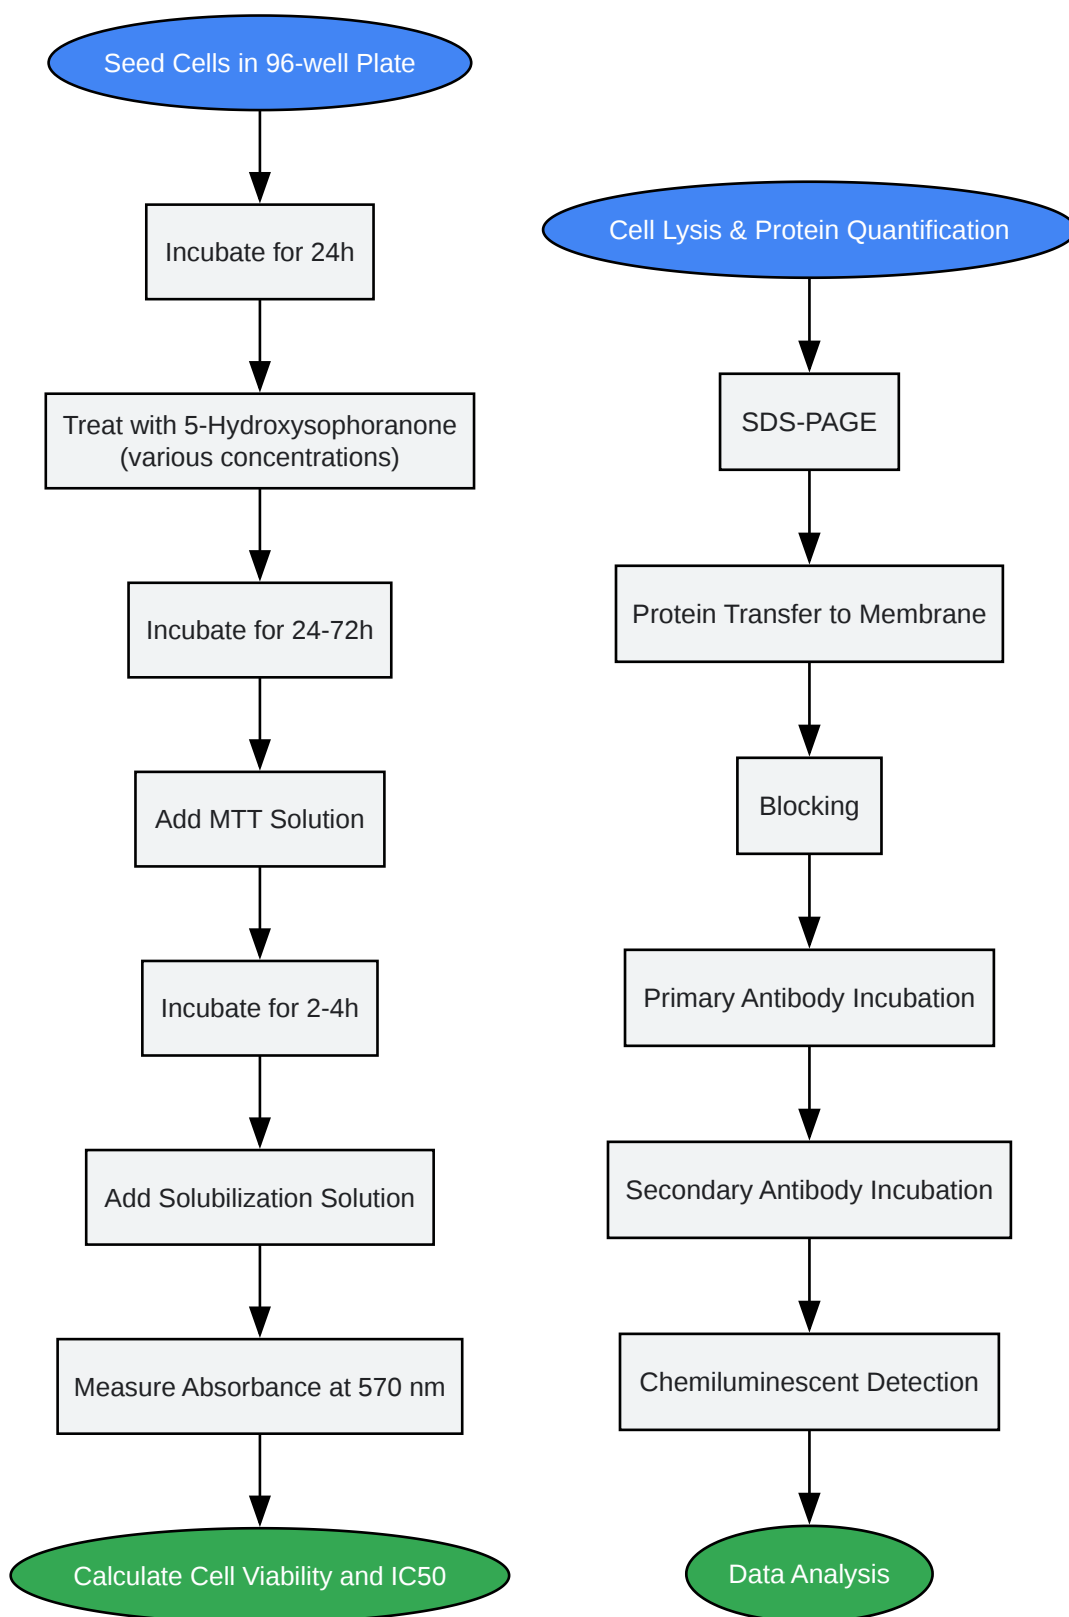 Seed Cells in 96-well Plate
Incubate for 24h
Treat with 5-Hydroxysophoranone
(various concentrations)
Incubate for 24-72h
Add MTT Solution
Incubate for 2-4h
Add Solubilization Solution
Measure Absorbance at 570 nm
Calculate Cell Viability and IC50
Cell Lysis & Protein Quantification
SDS-PAGE
Protein Transfer to Membrane
Blocking
Primary Antibody Incubation
Secondary Antibody Incubation
Chemiluminescent Detection
Data Analysis